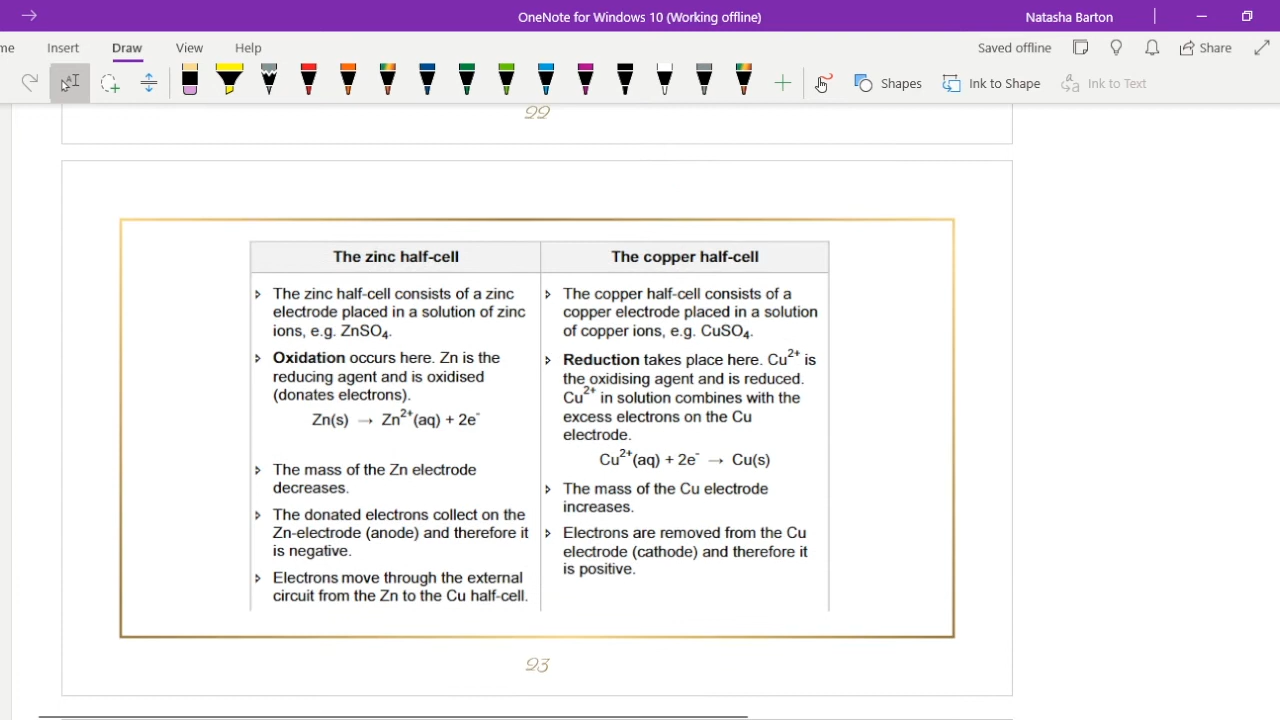 OneNote for Windows 10 (Working offline)
Natasha Barton
me
Insert
Draw
View
Help
Saved offline
Share
Shapes
Ink to Shape
Ink to Text
22
The zinc half-cell
The zinc half-cell consists of a zinc
electrode placed in a solution of zinc
ions, e.g. ZnSO₄.
Oxidation occurs here. Zn is the
reducing agent and is oxidised
(donates electrons).
Zn(s) → Zn²⁺(aq) + 2e⁻
The mass of the Zn electrode
decreases.
The donated electrons collect on the
Zn-electrode (anode) and therefore it
is negative.
Electrons move through the external
circuit from the Zn to the Cu half-cell.
The copper half-cell
The copper half-cell consists of a
copper electrode placed in a solution
of copper ions, e.g. CuSO₄.
Reduction takes place here. Cu²⁺ is
the oxidising agent and is reduced.
Cu²⁺ in solution combines with the
excess electrons on the Cu
electrode.
Cu²⁺(aq) + 2e⁻ → Cu(s)
The mass of the Cu electrode
increases.
Electrons are removed from the Cu
electrode (cathode) and therefore it
is positive.
23